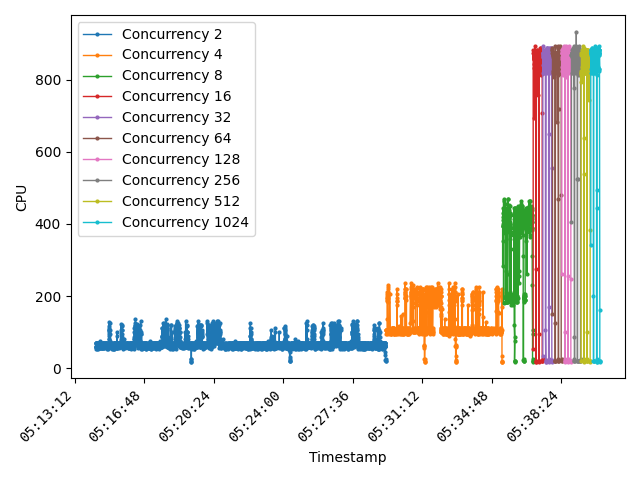 Concurrency 2
Concurrency 4
Concurrency 8
Concurrency 16
Concurrency 32
Concurrency 64
Concurrency 128
Concurrency 256
Concurrency 512
Concurrency 1024
CPU
800
600
400
200
0
05:13:12
05:16:48
05:20:24
05:24:00
05:27:36
05:31:12
05:34:48
05:38:24
Timestamp